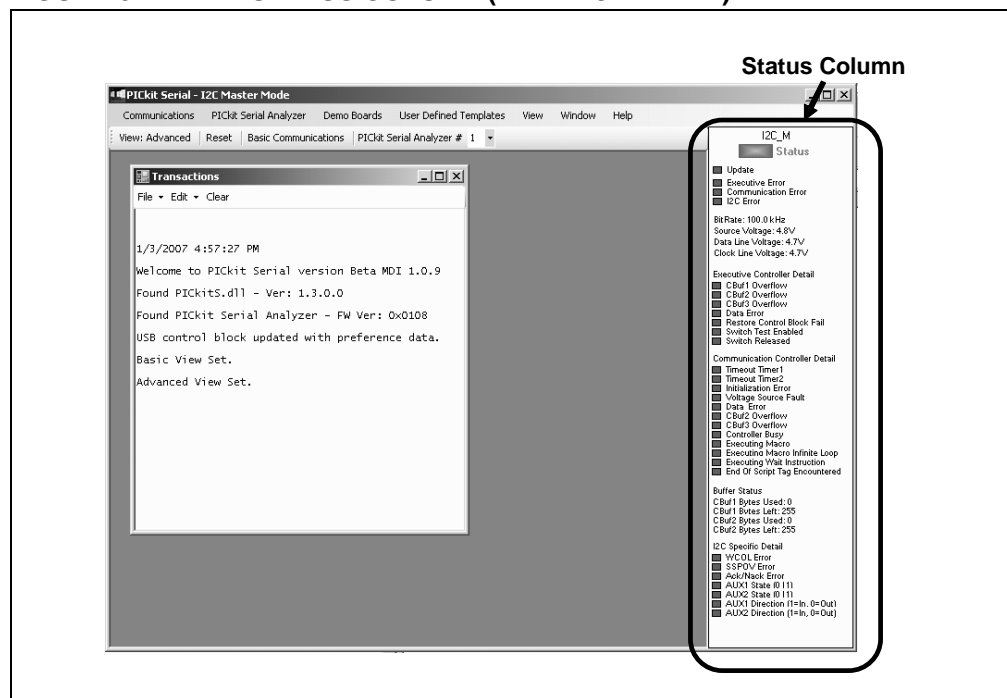 Status Column
PICkit Serial - I2C Master Mode
Communications PICkit Serial Analyzer Demo Boards User Defined Templates View Window Help
View: Advanced Reset Basic Communications PICkit Serial Analyzer # 1
Transactions
File Edit Clear
1/3/2007 4:57:27 PM
Welcome to PICkit Serial version Beta MDI 1.0.9
Found PICkitS.dll - Ver: 1.3.0.0
Found PICkit Serial Analyzer - FW Ver: 0x0108
USB control block updated with preference data.
Basic View Set.
Advanced View Set.
I2C_M
Status
Update
Executive Error
Communication Error
I2C Error
Bit Rate: 100.0 kHz
Source Voltage: 4.8V
Data Line Voltage: 4.7V
Clock Line Voltage: 4.7V
Executive Controller Detail
CBuf1 Overflow
CBuf2 Overflow
CBuf3 Overflow
Data Error
Restore Control Block Fail
Switch Test Enabled
Switch Released
Communication Controller Detail
Timeout Timer1
Timeout Timer2
Initialization Error
Voltage Source Fault
Data Error
CBuf2 Overflow
CBuf3 Overflow
Controller Busy
Executing Macro
Executing Macro Infinite Loop
Executing Wait Instruction
End Of Script Tag Encountered
Buffer Status
CBuf1 Bytes Used: 0
CBuf1 Bytes Left: 255
CBuf2 Bytes Used: 0
CBuf2 Bytes Left: 255
I2C Specific Detail
WCOL Error
SSPOV Error
Ack/Nack Error
AUX1 State (0 | 1)
AUX2 State (0 | 1)
AUX1 Direction (1=In, 0=Out)
AUX2 Direction (1=In, 0=Out)